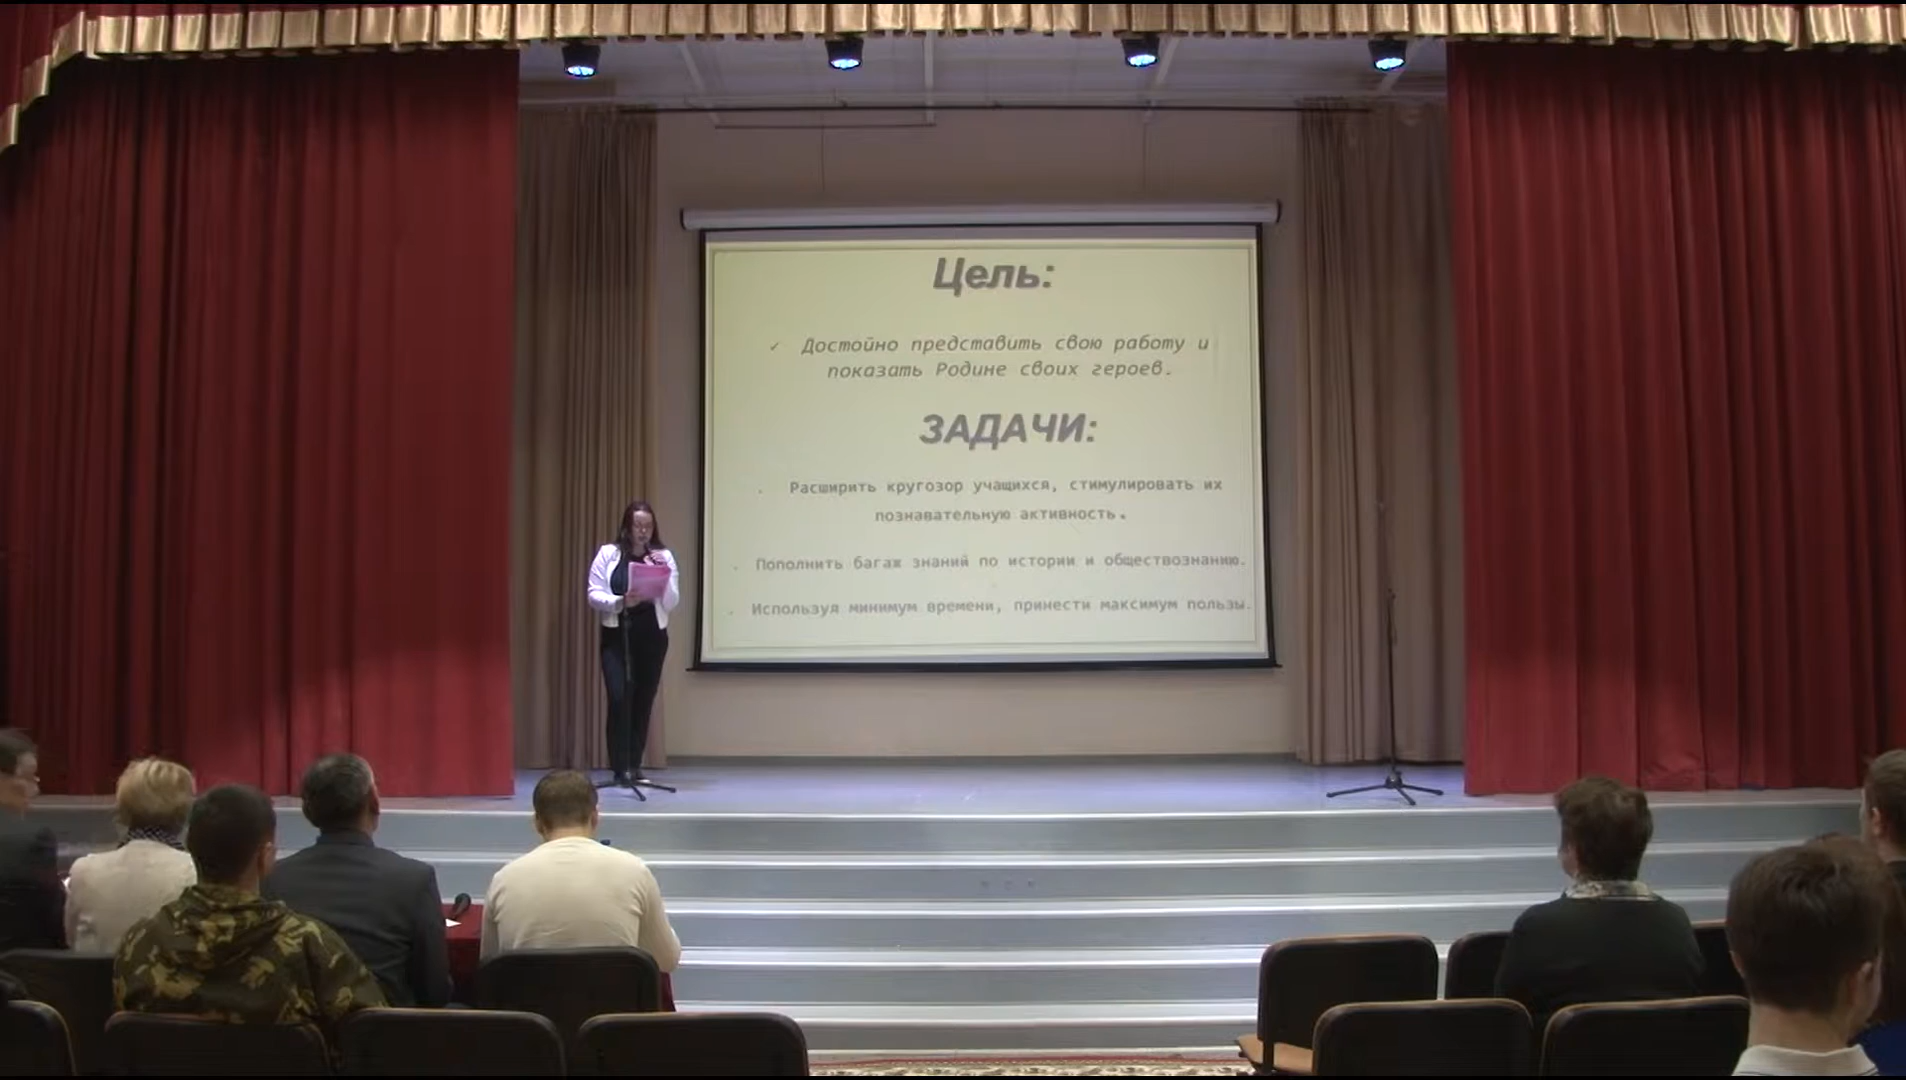 Цель:
✓ Достойно представить свою работу и
показать Родине своих героев.
ЗАДАЧИ:
. Расширить кругозор учащихся, стимулировать их
познавательную активность.
. Пополнить багаж знаний по истории и обществознанию.
. Используя минимум времени, принести максимум пользы.